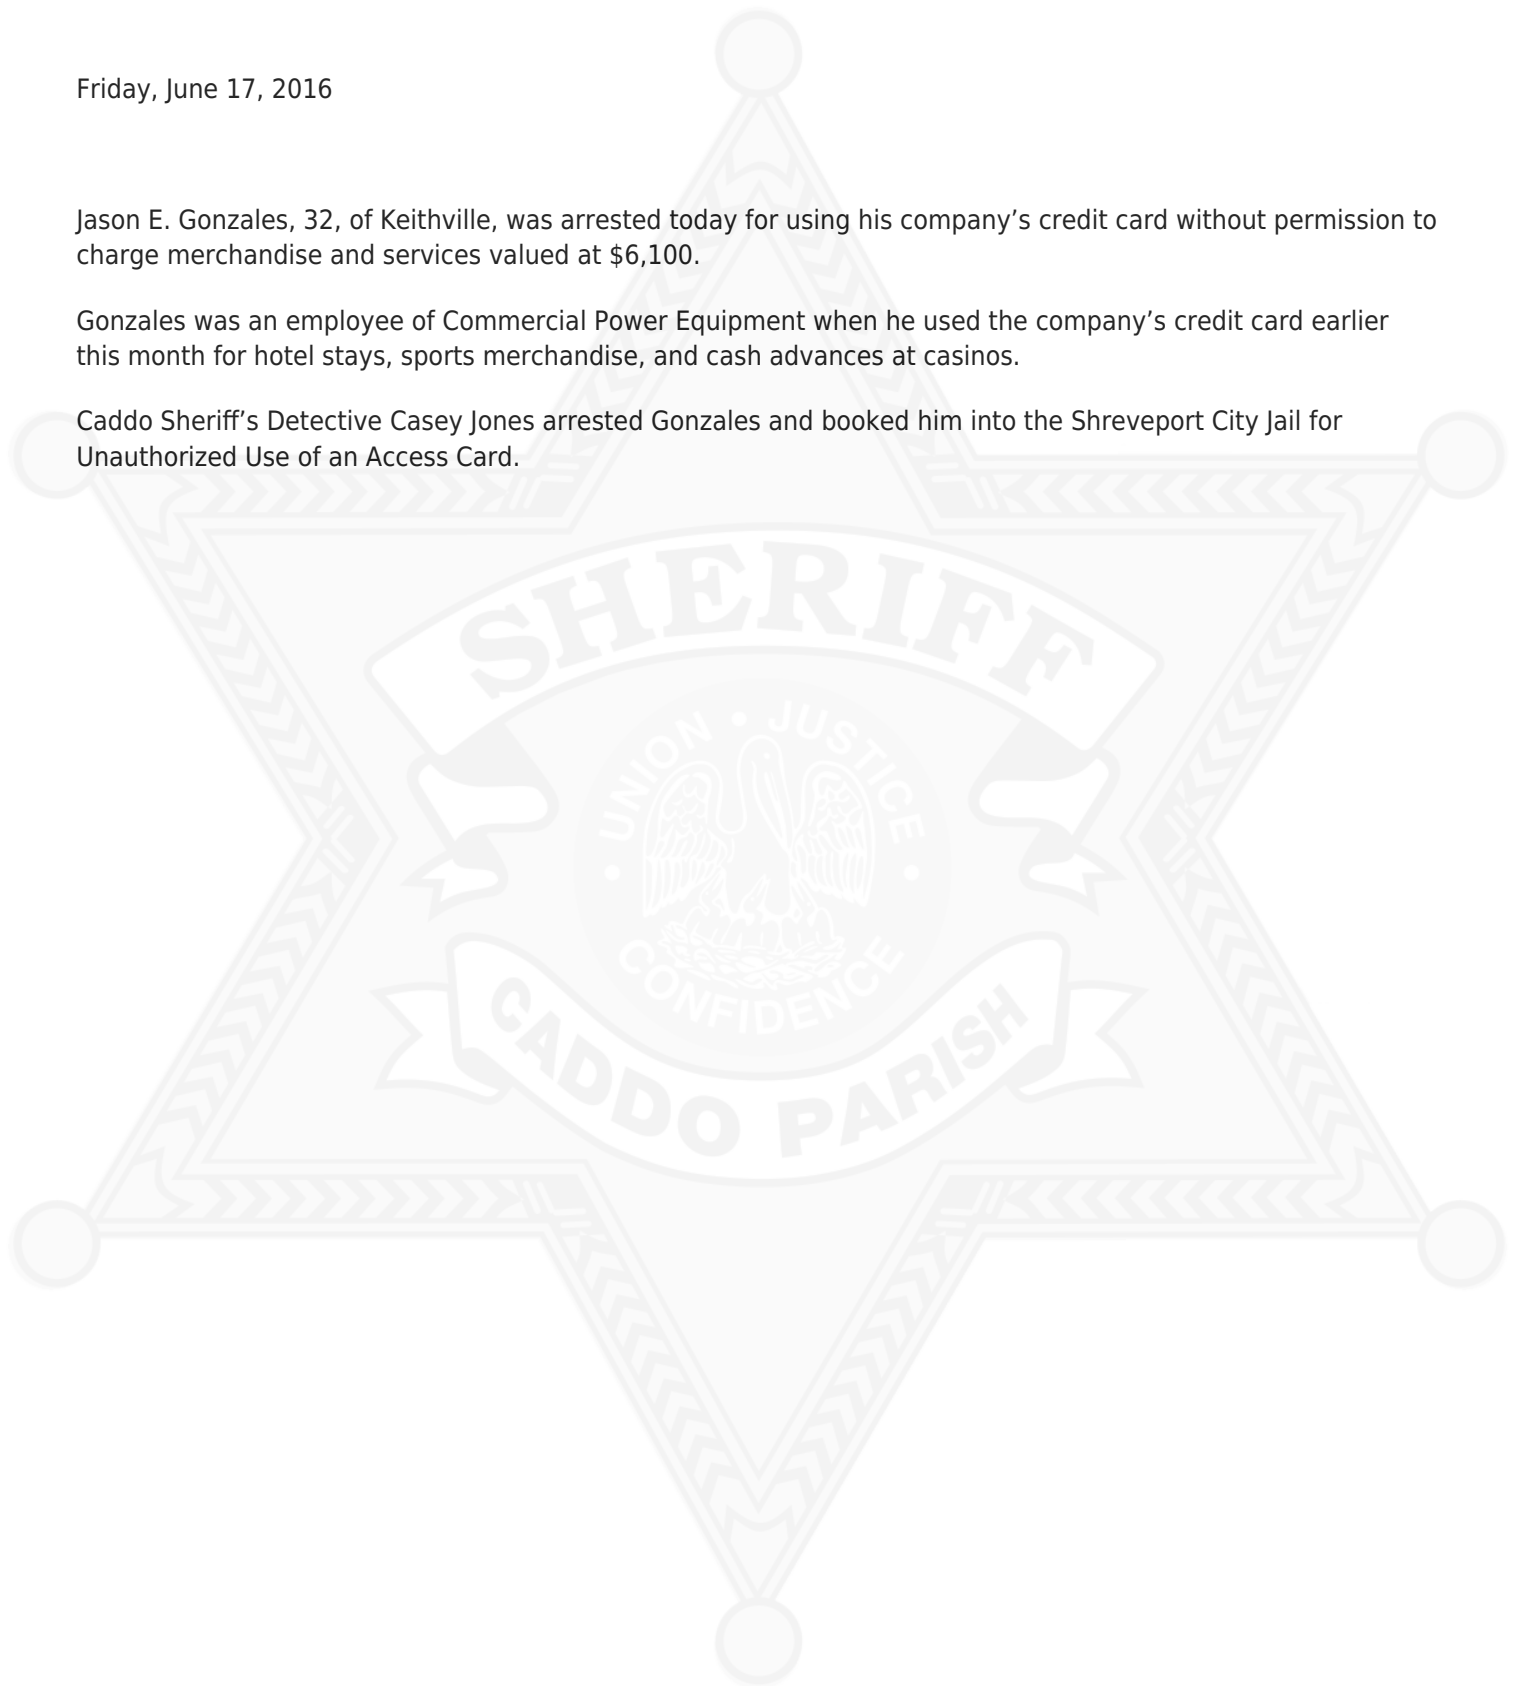 Friday, June 17, 2016
Jason E. Gonzales, 32, of Keithville, was arrested today for using his company’s credit card without permission to
charge merchandise and services valued at $6,100.
Gonzales was an employee of Commercial Power Equipment when he used the company’s credit card earlier
this month for hotel stays, sports merchandise, and cash advances at casinos.
Caddo Sheriff’s Detective Casey Jones arrested Gonzales and booked him into the Shreveport City Jail for
Unauthorized Use of an Access Card.
SHERIFF
UNION • JUSTICE
• CONFIDENCE •
CADDO PARISH